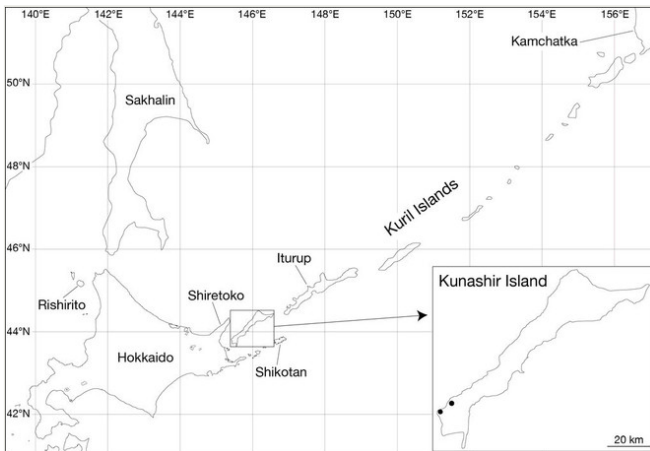 140°E 142°E 144°E 146°E 148°E 150°E 152°E 154°E 156°E
Kamchatka
50°N
Sakhalin
48°N
Kuril Islands
46°N
Iturup
Kunashir Island
Rishirito
Shiretoko
44°N
Hokkaido
Shikotan
42°N
20 km